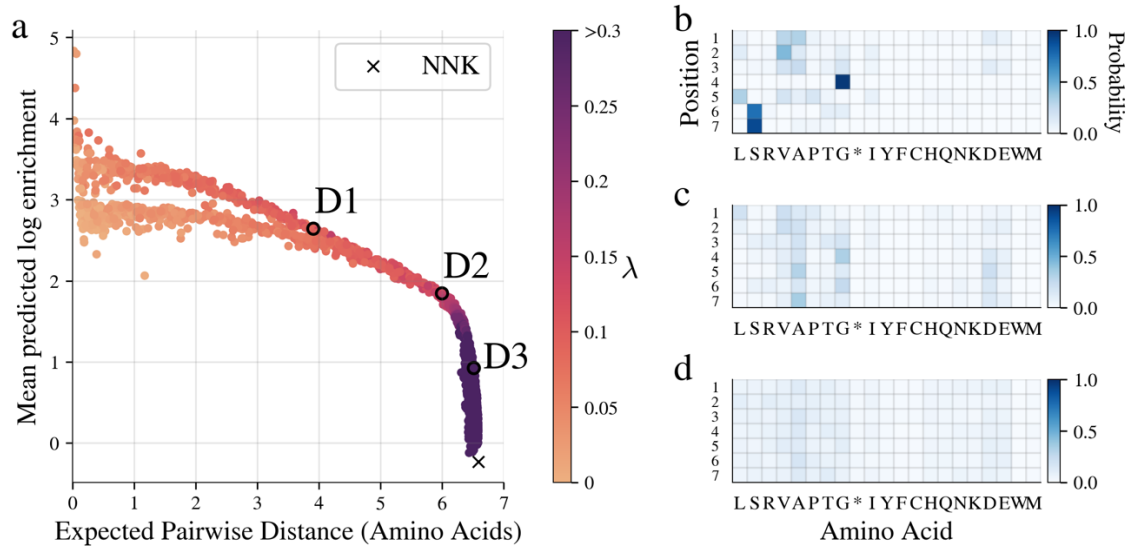 a
5
4
3
2
1
0
Mean predicted log enrichment
0 1 2 3 4 5 6 7
Expected Pairwise Distance (Amino Acids)
× NNK
D1
D2
D3
>0.3
0.25
0.2
0.15
0.1
0.05
0
λ
b
Position
1
2
3
4
5
6
7
L S R V A P T G * I Y F C H Q N K D E W M
1.0
0.5
0.0
Probability
c
1
2
3
4
5
6
7
L S R V A P T G * I Y F C H Q N K D E W M
1.0
0.5
0.0
d
1
2
3
4
5
6
7
L S R V A P T G * I Y F C H Q N K D E W M
Amino Acid
1.0
0.5
0.0